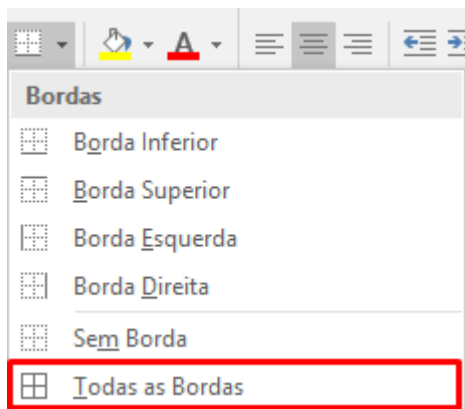 A
Bordas
Borda Inferior
Borda Superior
Borda Esquerda
Borda Direita
Sem Borda
Todas as Bordas